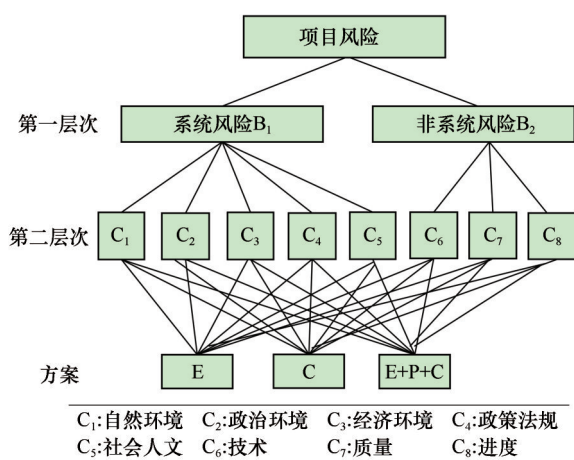 项目风险
第一层次 系统风险B₁ 非系统风险B₂
第二层次 C₁ C₂ C₃ C₄ C₅ C₆ C₇ C₈
方案 E C E+P+C
C₁:自然环境 C₂:政治环境 C₃:经济环境 C₄:政策法规
C₅:社会人文 C₆:技术 C₇:质量 C₈:进度